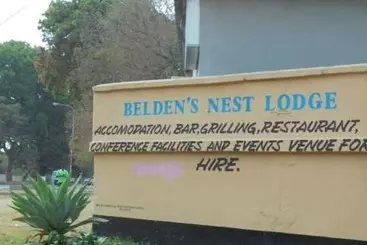 BELDEN'S NEST LODGE
ACCOMODATION, BAR, GRILLING, RESTAURANT,
CONFERENCE FACILITIES AND EVENTS VENUE FOR
HIRE.